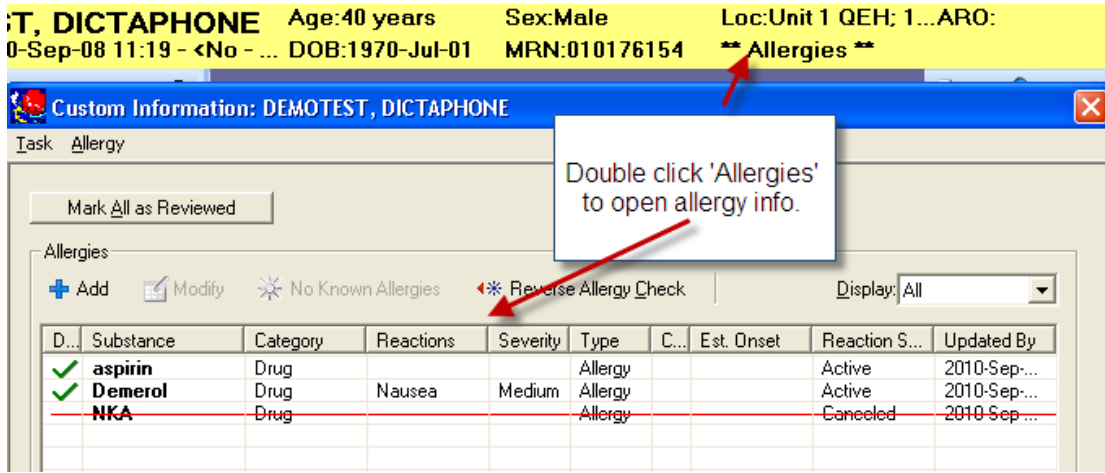 ST, DICTAPHONE Age:40 years Sex:Male Loc:Unit 1 QEH; 1...ARO:
0-Sep-08 11:19 - <No - ... DOB:1970-Jul-01 MRN:010176154 ** Allergies **
Custom Information: DEMOTEST, DICTAPHONE
Task Allergy
Double click 'Allergies'
to open allergy info.
Mark All as Reviewed
Allergies
Add Modify No Known Allergies Reverse Allergy Check Display: All
D... Substance Category Reactions Severity Type C... Est. Onset Reaction S... Updated By
aspirin Drug Allergy Active 2010-Sep-...
Demerol Drug Nausea Medium Allergy Active 2010-Sep-...
NKA Drug Allergy Canceled 2010-Sep-...